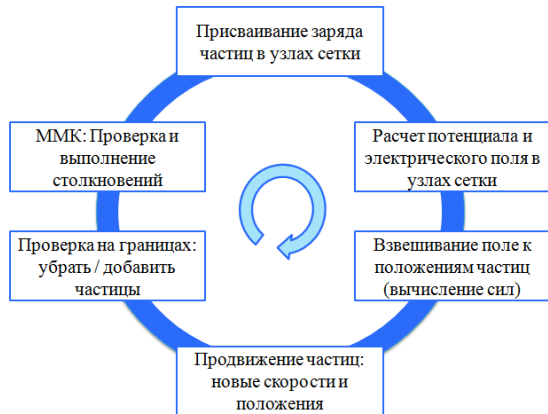 Присваивание заряда
частиц в узлах сетки
ММК: Проверка и
выполнение
столкновений
Расчет потенциала и
электрического поля в
узлах сетки
Проверка на границах:
убрать / добавить
частицы
Взвешивание поле к
положениям частиц
(вычисление сил)
Продвижение частиц:
новые скорости и
положения